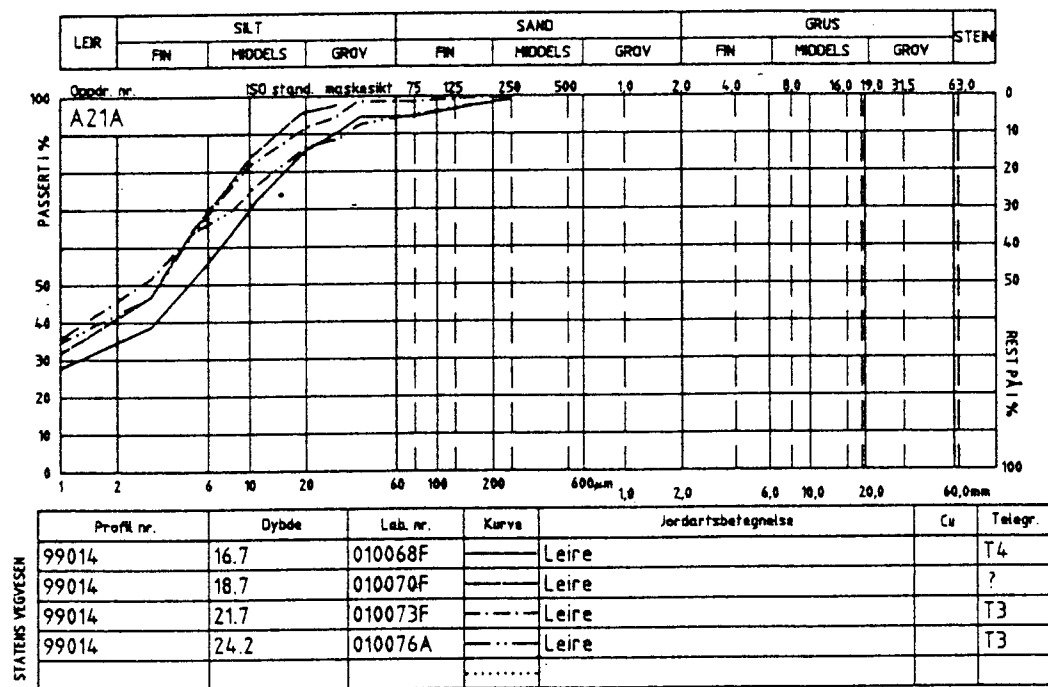 LEIR SILT SAND GRUS STEIN
FIN MIDDELS GROV FIN MIDDELS GROV FIN MIDDELS GROV
Oppdr. nr. ISO stand. maskesikt 75 125 250 500 1,0 2,0 4,0 8,0 16,0 19,0 31,5 63,0
A21A
PASSERT I %
100
50
40
30
20
10
0
0
10
20
30
40
50
100
REST PÅ I %
1 2 6 10 20 60 100 200 600µm 1,0 2,0 6,0 10,0 20,0 60,0mm
STATENS VEGVESEN
Profil nr. Dybde Lab. nr. Kurve Jordartsbetegnelse Cu Telegr.
99014 16.7 010068F Leire T4
99014 18.7 010070F Leire ?
99014 21.7 010073F Leire T3
99014 24.2 010076A Leire T3